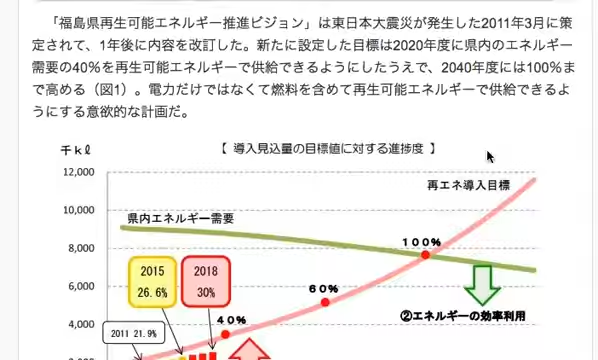 「福島県再生可能エネルギー推進ビジョン」は東日本大震災が発生した2011年3月に策
定されて、1年後に内容を改訂した。新たに設定した目標は2020年度に県内のエネルギー
需要の40%を再生可能エネルギーで供給できるようにしたうえで、2040年度には100%ま
で高める（図1）。電力だけではなくて燃料を含めて再生可能エネルギーで供給できるよ
うにする意欲的な計画だ。
千kℓ
【 導入見込量の目標値に対する進捗度 】
12,000
再エネ導入目標
10,000
県内エネルギー需要
100%
8,000
2015
26.6%
2018
30%
60%
6,000
②エネルギーの効率利用
40%
4,000
2011 21.9%